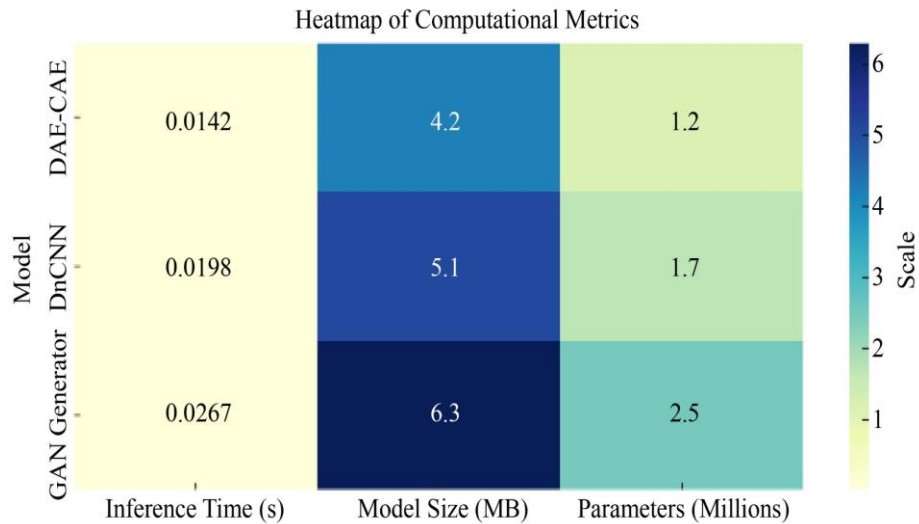 Heatmap of Computational Metrics
Model
DAE-CAE
0.0142
4.2
1.2
DnCNN
0.0198
5.1
1.7
GAN Generator
0.0267
6.3
2.5
Inference Time (s)
Model Size (MB)
Parameters (Millions)
6
5
4
3
2
1
Scale